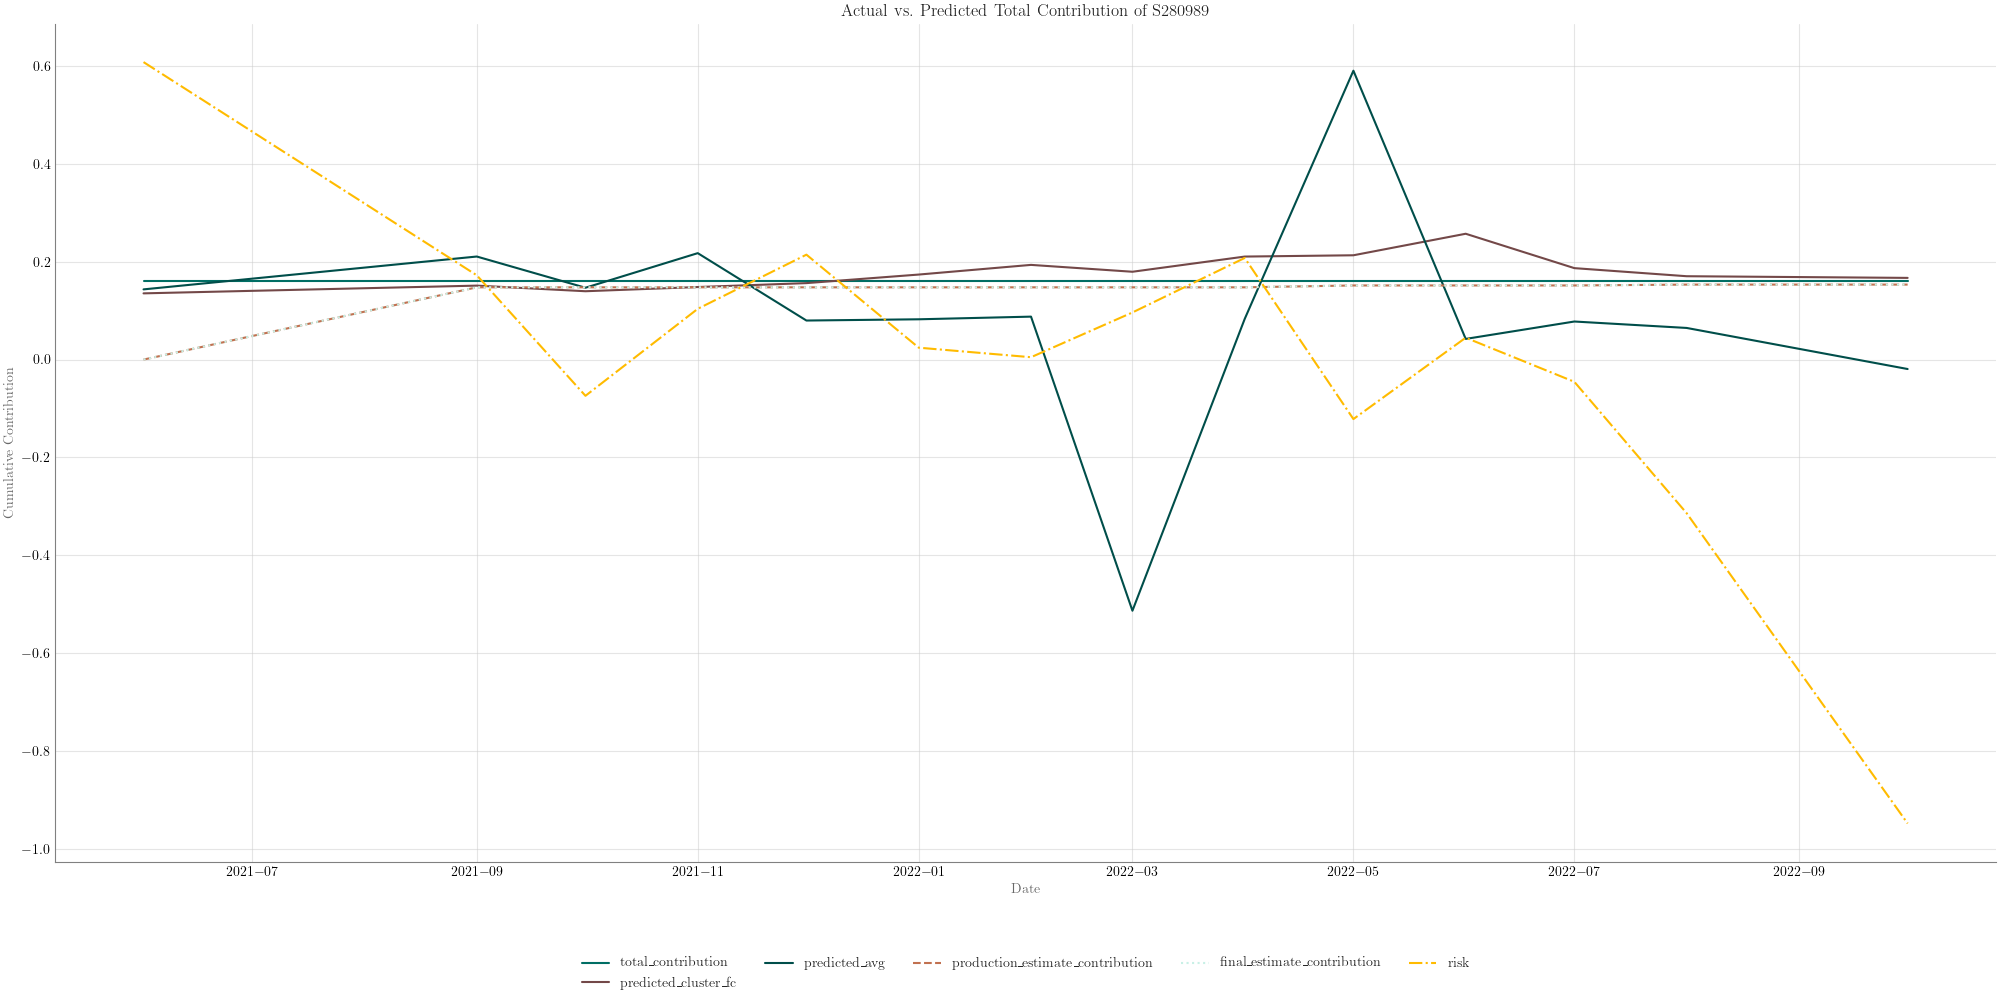 Actual vs. Predicted Total Contribution of S280989
0.6
0.4
0.2
0.0
−0.2
−0.4
−0.6
−0.8
−1.0
Cumulative Contribution
2021−07 2021−09 2021−11 2022−01 2022−03 2022−05 2022−07 2022−09
Date
total_contribution predicted_avg production_estimate_contribution final_estimate_contribution risk
predicted_cluster_fc